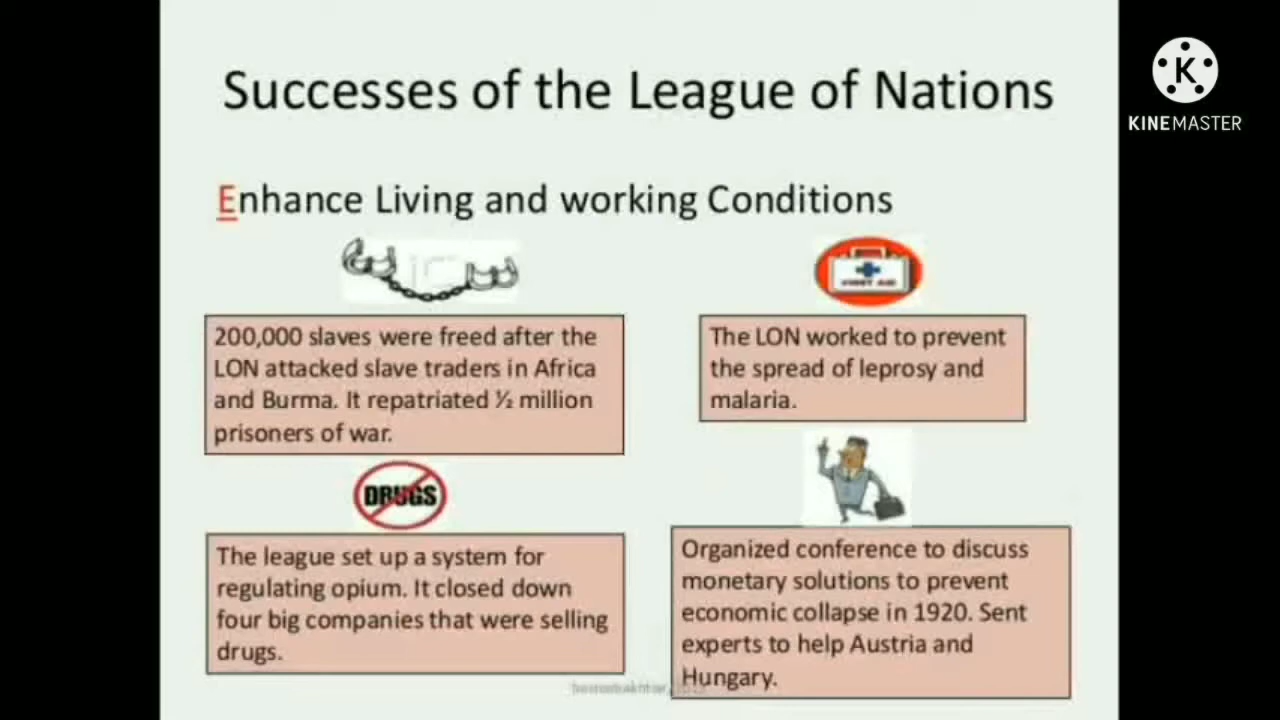 Successes of the League of Nations
K
KINEMASTER
Enhance Living and working Conditions
FIRST AID
200,000 slaves were freed after the
LON attacked slave traders in Africa
and Burma. It repatriated ½ million
prisoners of war.
The LON worked to prevent
the spread of leprosy and
malaria.
DRUGS
The league set up a system for
regulating opium. It closed down
four big companies that were selling
drugs.
Organized conference to discuss
monetary solutions to prevent
economic collapse in 1920. Sent
experts to help Austria and
Hungary.